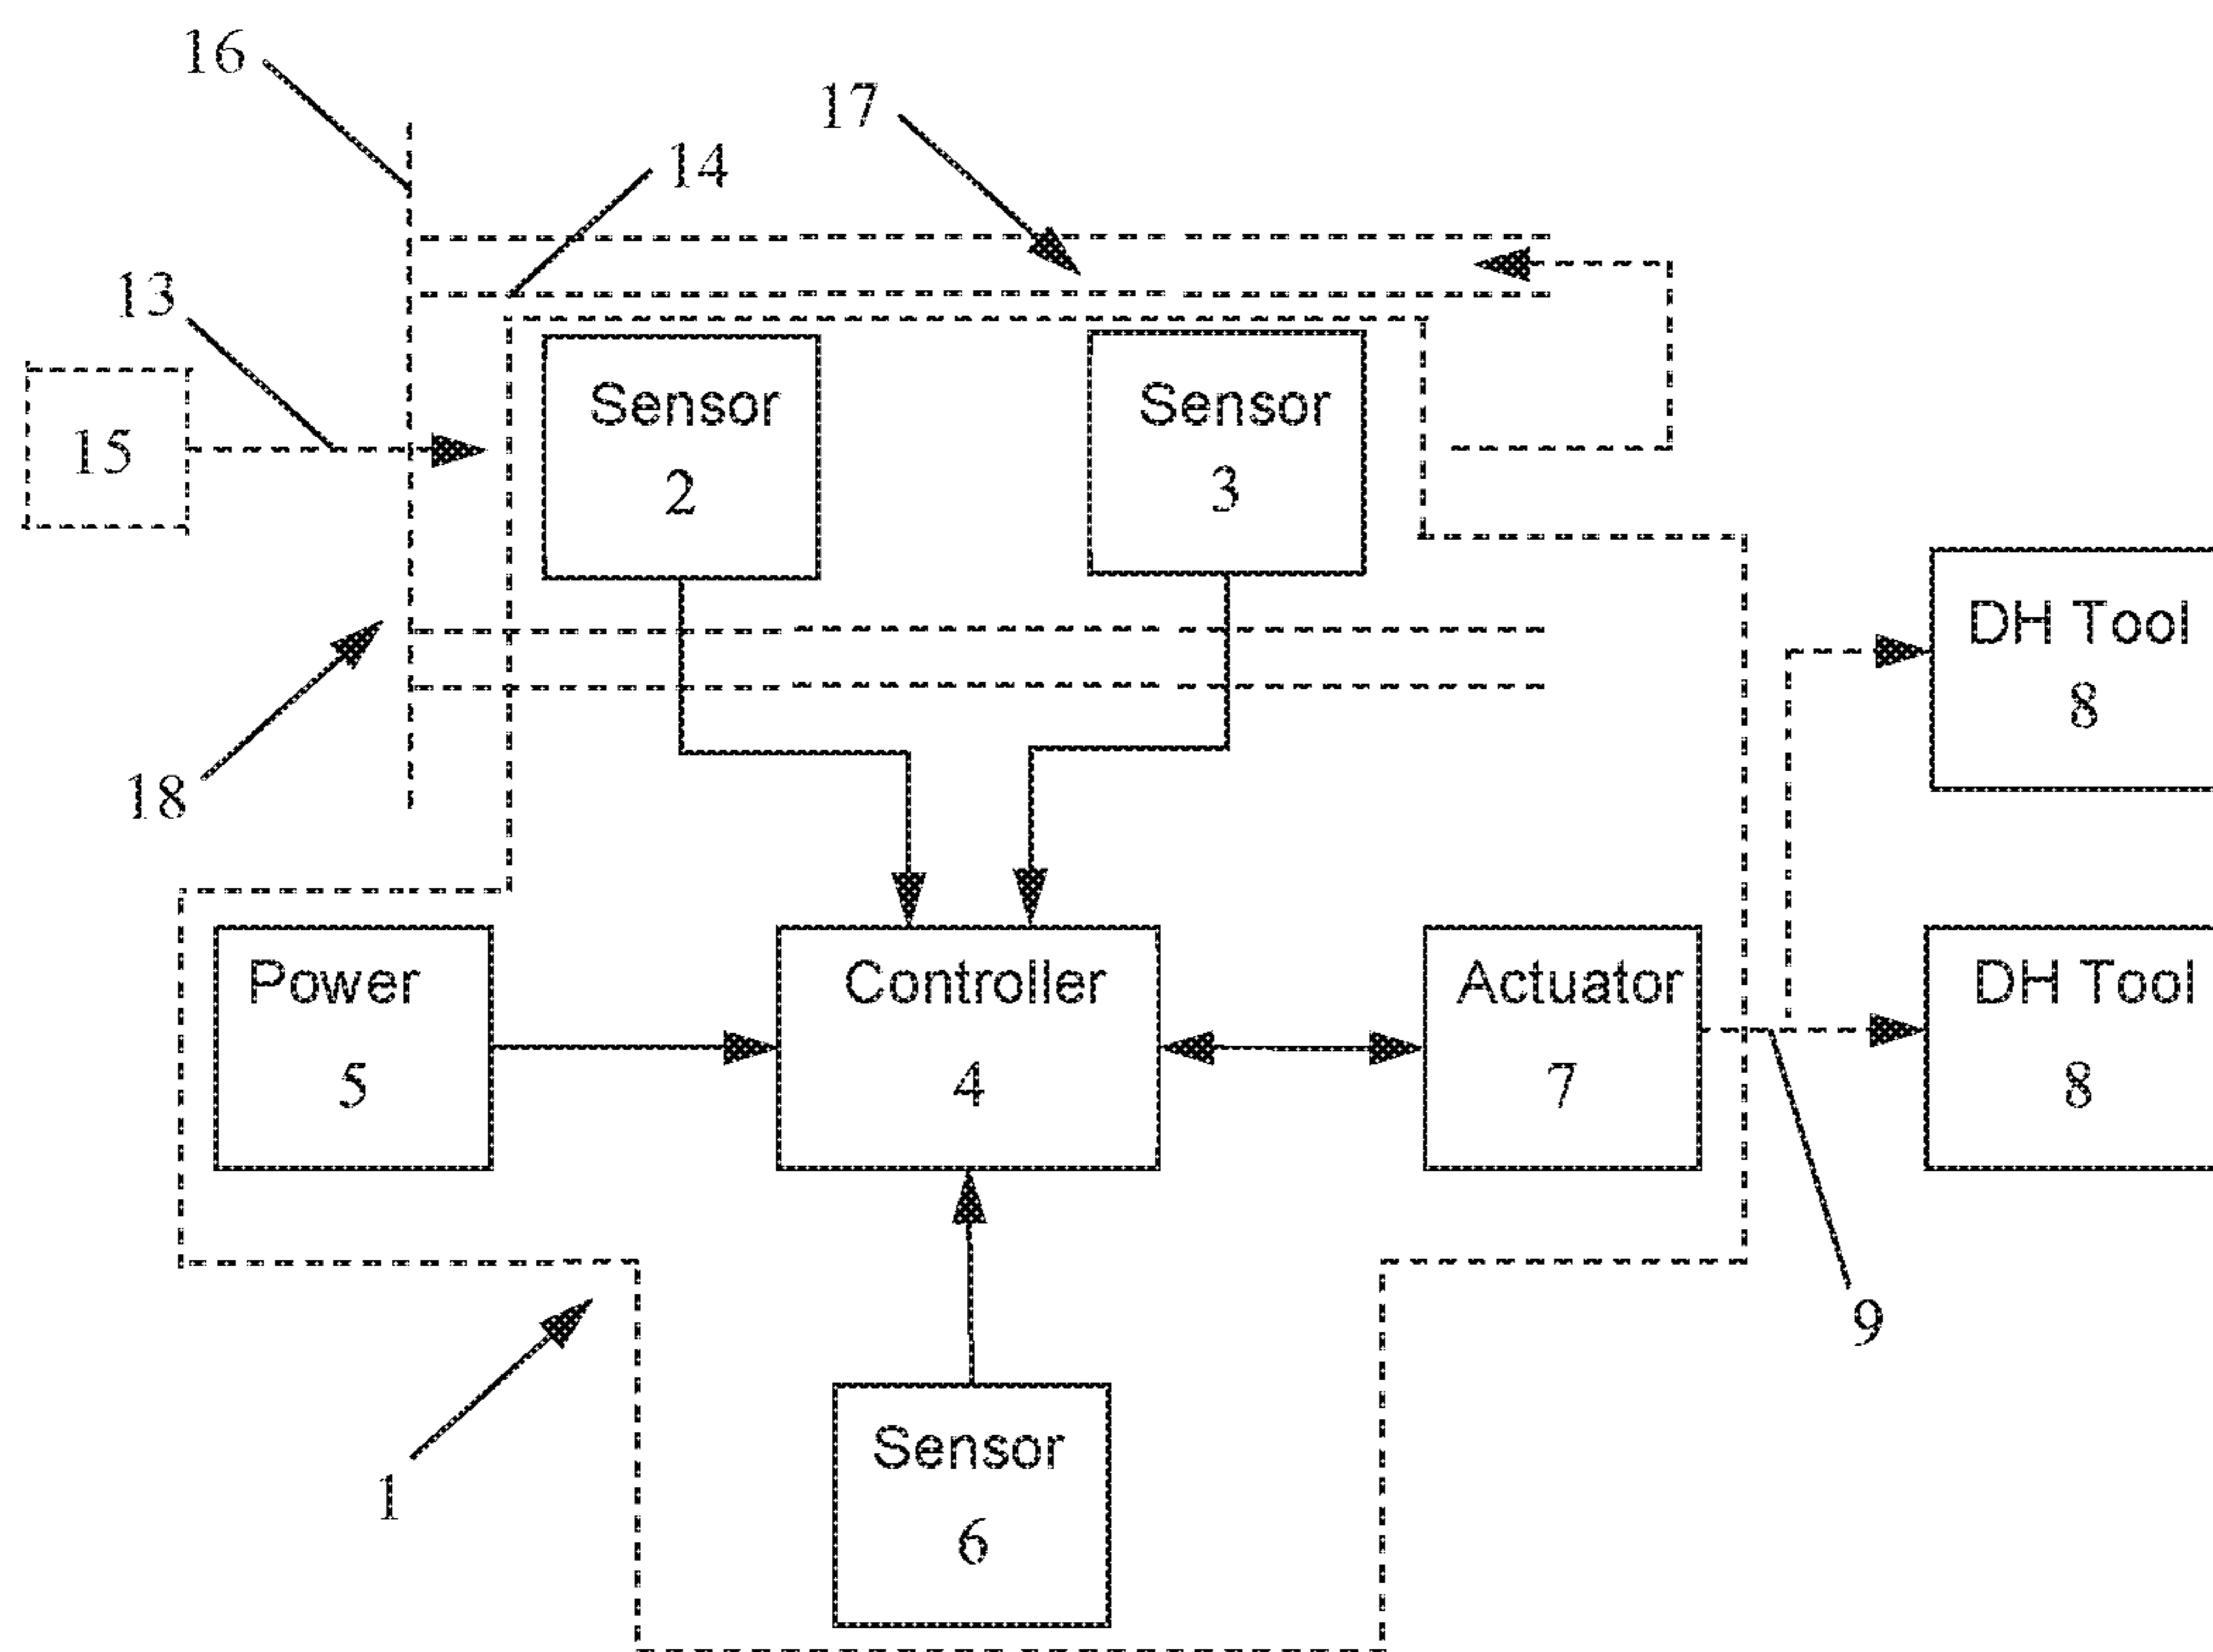 16
17
14
13
15
Sensor
2
Sensor
3
DH Tool
8
18
Power
5
Controller
4
Actuator
7
DH Tool
8
9
1
Sensor
6